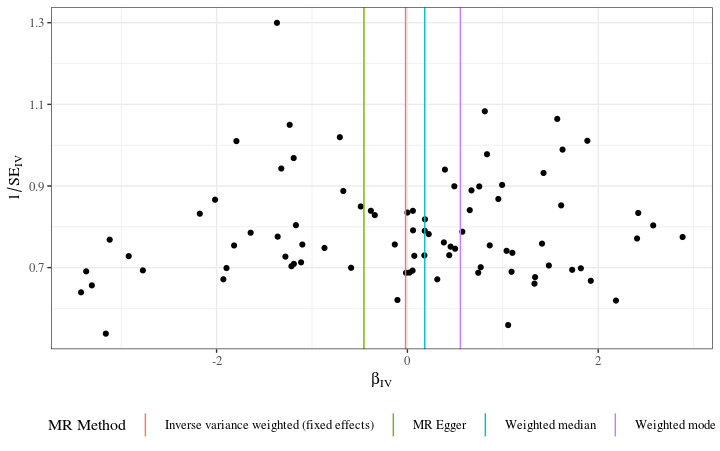 1.3
1.1
0.9
0.7
1/SE_IV
-2
0
2
β_IV
MR Method
Inverse variance weighted (fixed effects)
MR Egger
Weighted median
Weighted mode